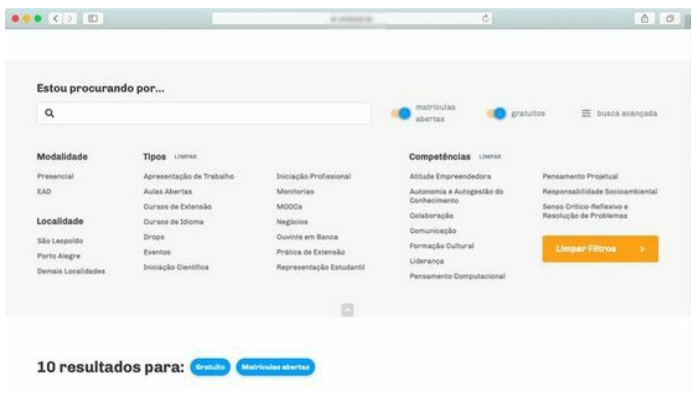 Estou procurando por...
matrículas
abertas
gratuitos
busca avançada
Modalidade
Presencial
EAD
Localidade
São Leopoldo
Porto Alegre
Demais Localidades
Tipos LIMPAR
Apresentação de Trabalho
Aulas Abertas
Cursos de Extensão
Cursos de Idioma
Drops
Eventos
Iniciação Científica
Iniciação Profissional
Monitorias
MOOCs
Negócios
Ouvinte em Banca
Prática de Extensão
Representação Estudantil
Competências LIMPAR
Atitude Empreendedora
Autonomia e Autogestão do
Conhecimento
Colaboração
Comunicação
Formação Cultural
Liderança
Pensamento Computacional
Pensamento Projetual
Responsabilidade Socioambiental
Senso Crítico-Reflexivo e
Resolução de Problemas
Limpar Filtros
10 resultados para: Gratuito Matrículas abertas